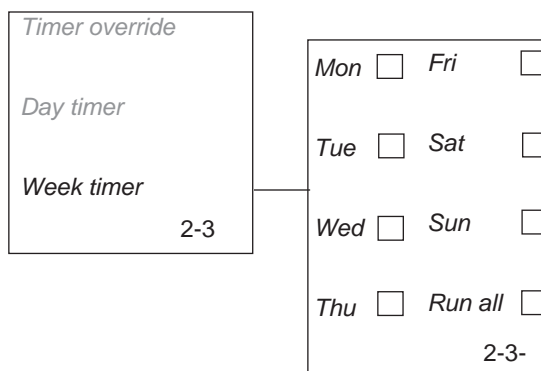 Timer override
Day timer
Week timer
2-3
Mon Fri
Tue Sat
Wed Sun
Thu Run all
2-3-